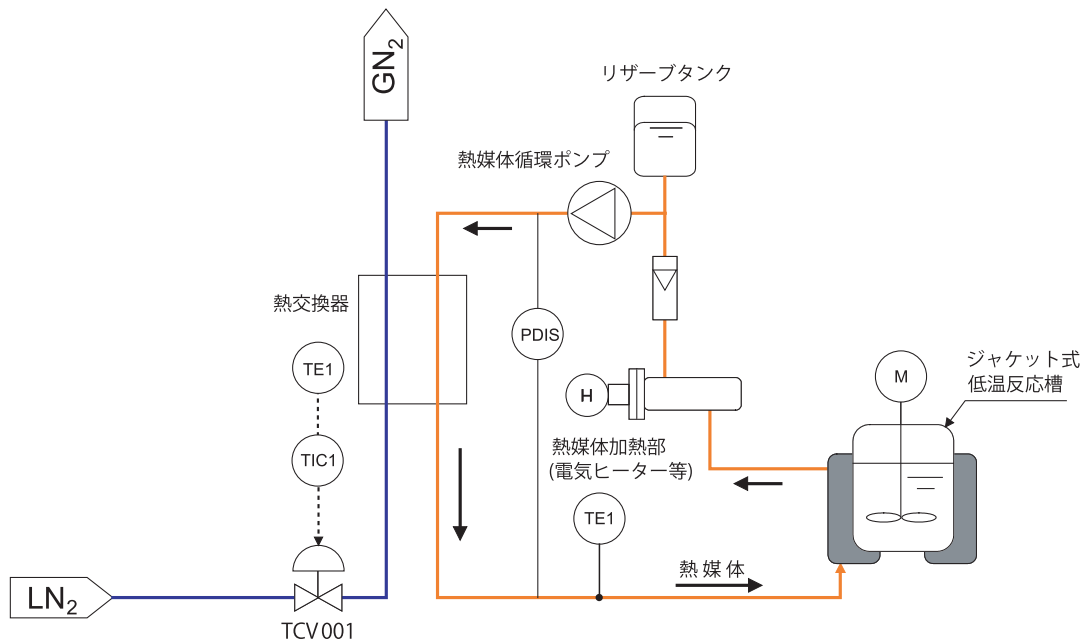 GN₂
リザーブタンク
熱媒体循環ポンプ
熱交換器
PDIS
TE1
M
ジャケット式
低温反応槽
H
熱媒体加熱部
(電気ヒーター等)
TIC1
TE1
熱媒体
LN₂
TCV001